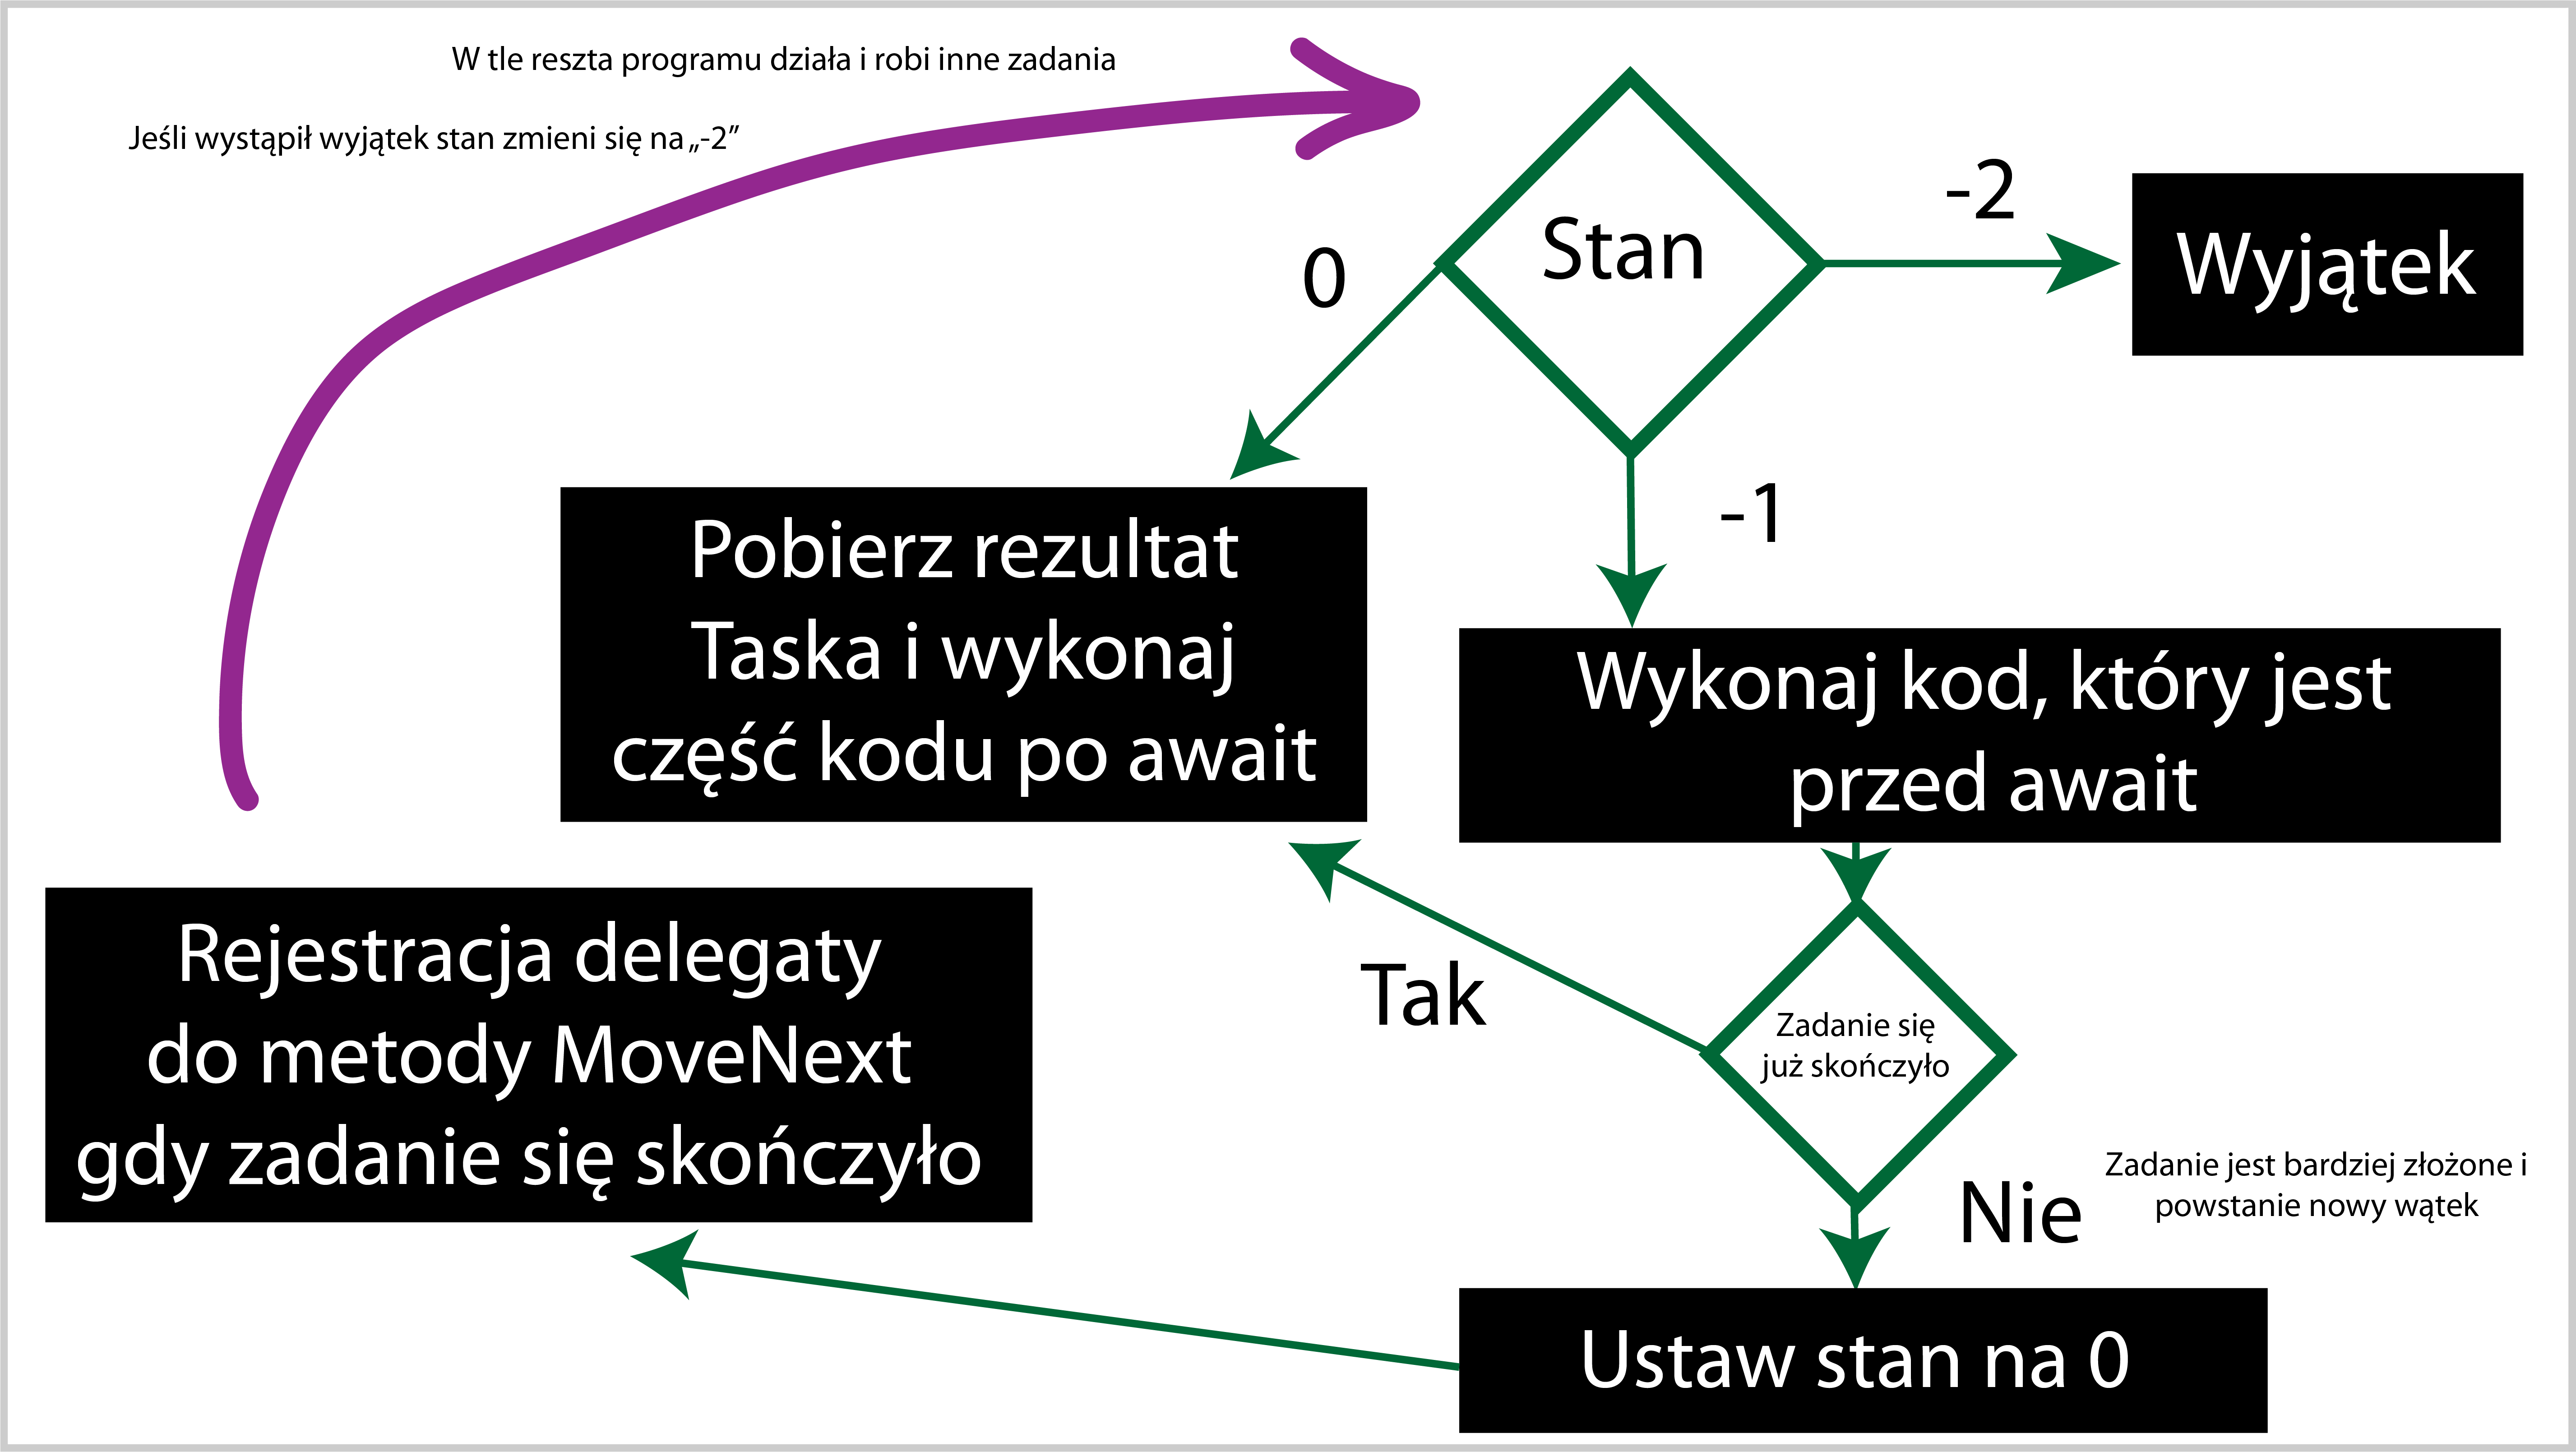 W tle reszta programu działa i robi inne zadania
Jeśli wystąpił wyjątek stan zmieni się na „-2”
Stan
-2
Wyjątek
0
-1
Pobierz rezultat
Taska i wykonaj
część kodu po await
Wykonaj kod, który jest
przed await
Zadanie się
już skończyło
Tak
Nie
Zadanie jest bardziej złożone i
powstanie nowy wątek
Rejestracja delegaty
do metody MoveNext
gdy zadanie się skończyło
Ustaw stan na 0